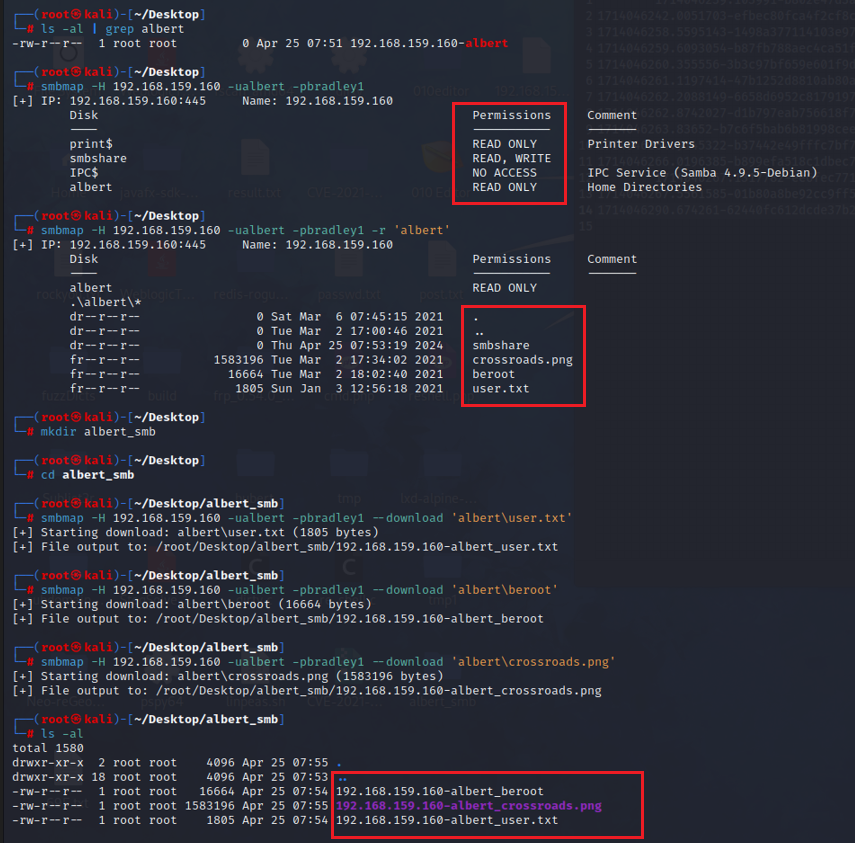 ┌──(root㉿kali)-[~/Desktop]
└─# ls -al | grep albert
-rw-r--r--  1 root root         0 Apr 25 07:51 192.168.159.160-albert
┌──(root㉿kali)-[~/Desktop]
└─# smbmap -H 192.168.159.160 -ualbert -pbradley1
[+] IP: 192.168.159.160:445     Name: 192.168.159.160
Disk     Permissions     Comment
----     -----------     -------
print$     READ ONLY     Printer Drivers
smbshare     READ, WRITE
IPC$     NO ACCESS     IPC Service (Samba 4.9.5-Debian)
albert     READ ONLY     Home Directories
┌──(root㉿kali)-[~/Desktop]
└─# smbmap -H 192.168.159.160 -ualbert -pbradley1 -r 'albert'
[+] IP: 192.168.159.160:445     Name: 192.168.159.160
Disk     Permissions     Comment
----     -----------     -------
albert     READ ONLY
.\albert\*
dr--r--r--     0 Sat Mar  6 07:45:15 2021    .
dr--r--r--     0 Tue Mar  2 17:00:46 2021    ..
dr--r--r--     0 Thu Apr 25 07:53:19 2024    smbshare
fr--r--r--     1583196 Tue Mar  2 17:34:02 2021    crossroads.png
fr--r--r--     16664 Tue Mar  2 18:02:40 2021    beroot
fr--r--r--     1805 Sun Jan  3 12:56:18 2021    user.txt
┌──(root㉿kali)-[~/Desktop]
└─# mkdir albert_smb
┌──(root㉿kali)-[~/Desktop]
└─# cd albert_smb
┌──(root㉿kali)-[~/Desktop/albert_smb]
└─# smbmap -H 192.168.159.160 -ualbert -pbradley1 --download 'albert\user.txt'
[+] Starting download: albert\user.txt (1805 bytes)
[+] File output to: /root/Desktop/albert_smb/192.168.159.160-albert_user.txt
┌──(root㉿kali)-[~/Desktop/albert_smb]
└─# smbmap -H 192.168.159.160 -ualbert -pbradley1 --download 'albert\beroot'
[+] Starting download: albert\beroot (16664 bytes)
[+] File output to: /root/Desktop/albert_smb/192.168.159.160-albert_beroot
┌──(root㉿kali)-[~/Desktop/albert_smb]
└─# smbmap -H 192.168.159.160 -ualbert -pbradley1 --download 'albert\crossroads.png'
[+] Starting download: albert\crossroads.png (1583196 bytes)
[+] File output to: /root/Desktop/albert_smb/192.168.159.160-albert_crossroads.png
┌──(root㉿kali)-[~/Desktop/albert_smb]
└─# ls -al
total 1580
drwxr-xr-x  2 root root    4096 Apr 25 07:55 .
drwxr-xr-x 18 root root    4096 Apr 25 07:53 ..
-rw-r--r--  1 root root   16664 Apr 25 07:54 192.168.159.160-albert_beroot
-rw-r--r--  1 root root 1583196 Apr 25 07:55 192.168.159.160-albert_crossroads.png
-rw-r--r--  1 root root    1805 Apr 25 07:54 192.168.159.160-albert_user.txt